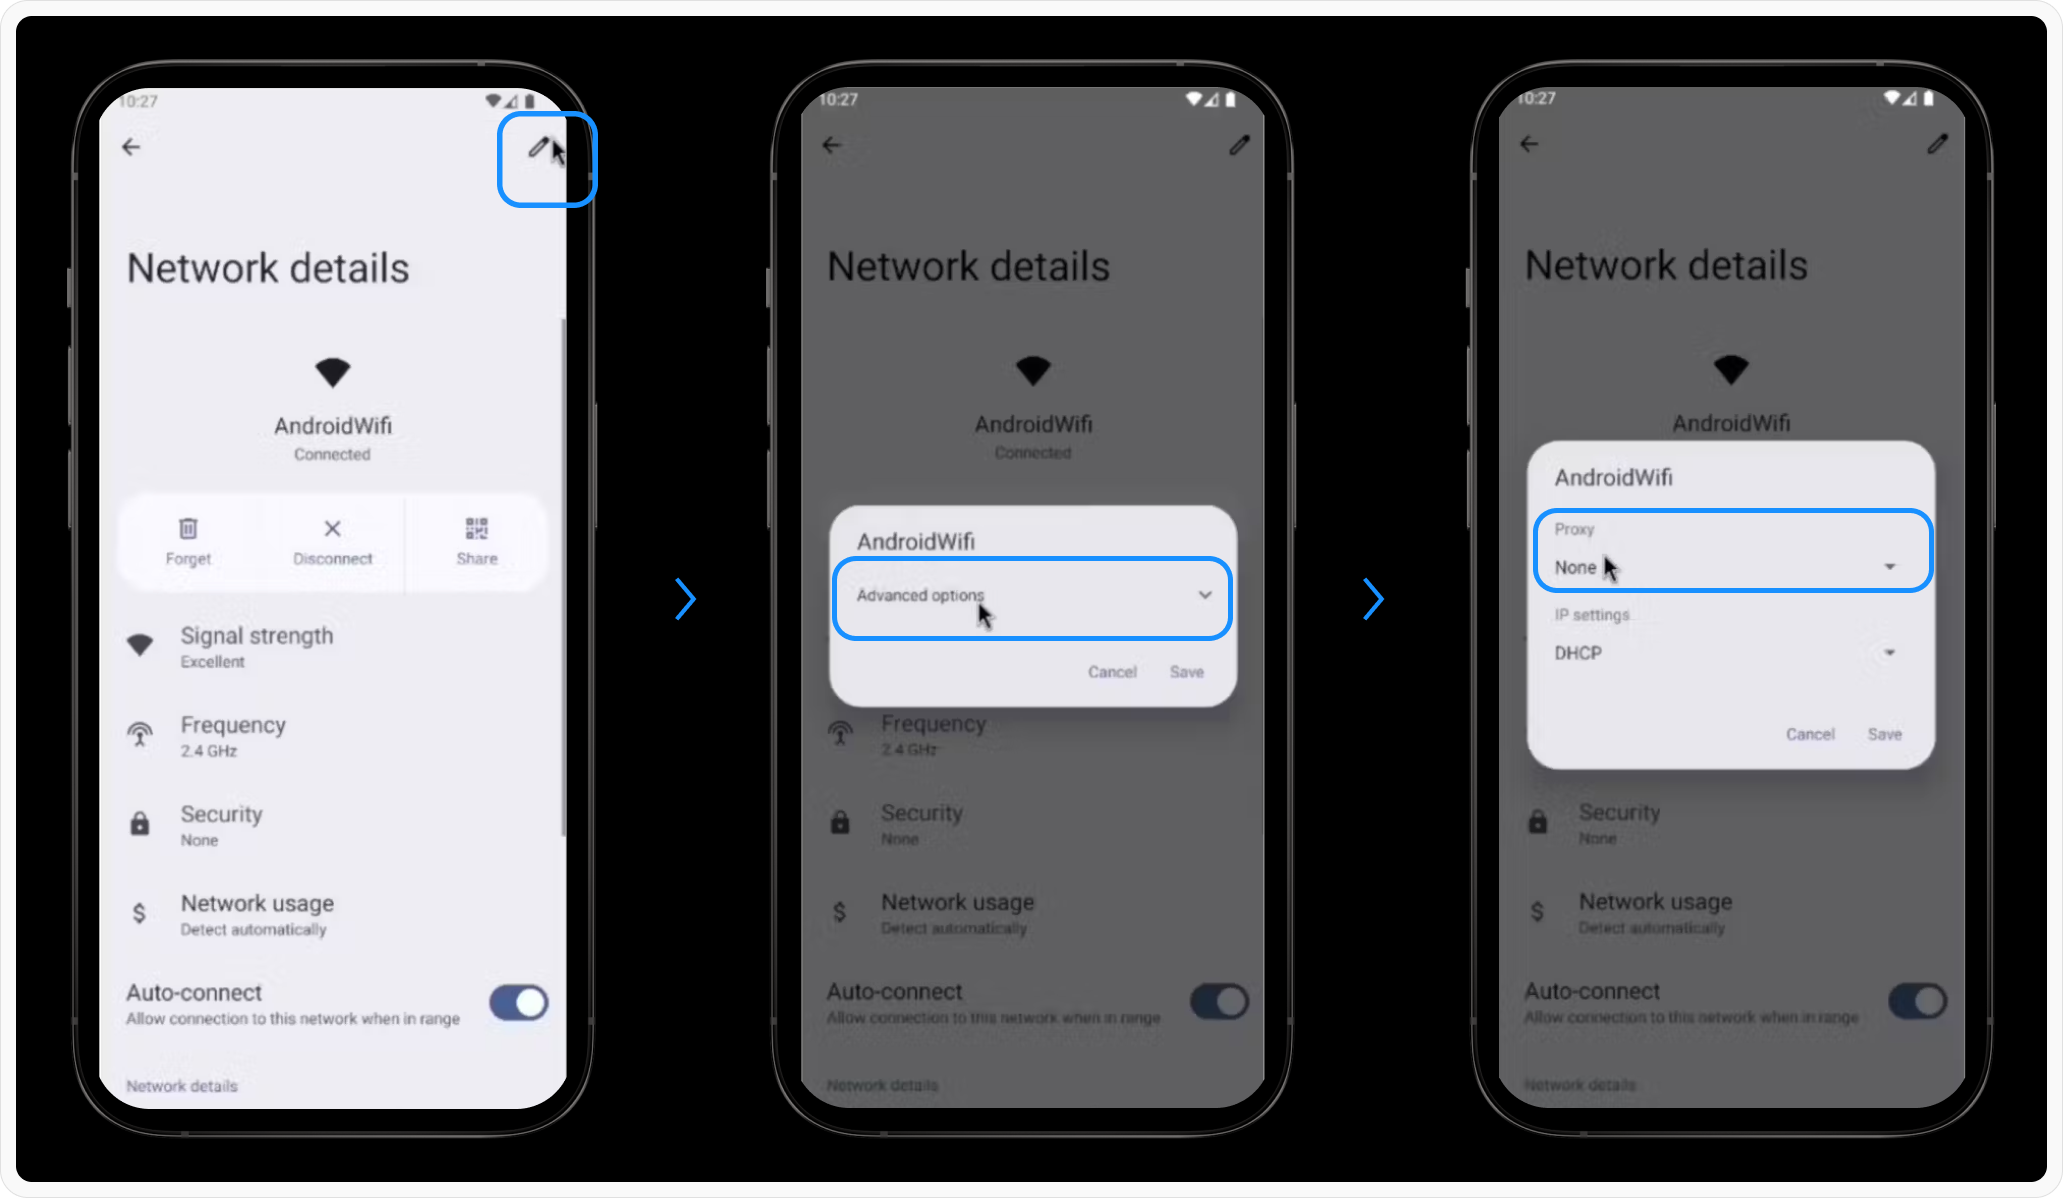 10:27
Network details
AndroidWifi
Connected
Forget
Disconnect
Share
Signal strength
Excellent
Frequency
2.4 GHz
Security
None
Network usage
Detect automatically
Auto-connect
Allow connection to this network when in range
Network details
10:27
Network details
AndroidWifi
Connected
AndroidWifi
Advanced options
Cancel
Save
Frequency
2.4 GHz
Security
None
Network usage
Detect automatically
Auto-connect
Allow connection to this network when in range
Network details
10:27
Network details
AndroidWifi
AndroidWifi
Proxy
None
IP settings
DHCP
Cancel
Save
Security
None
Network usage
Detect automatically
Auto-connect
Allow connection to this network when in range
Network details